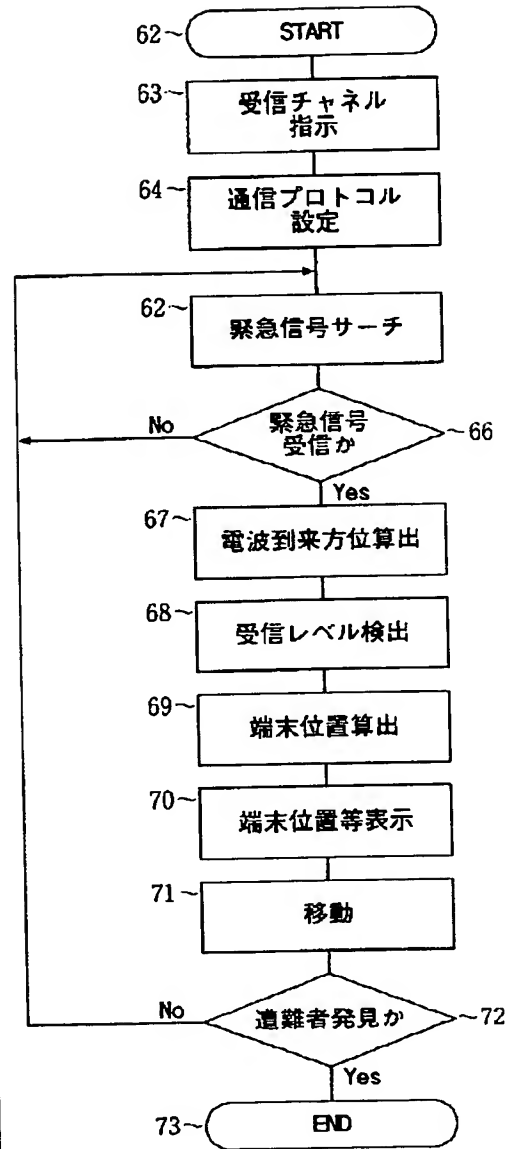 62~ START
63~ 受信チャネル
指示
64~ 通信プロトコル
設定
62~ 緊急信号サーチ
緊急信号
受信か
No
~66
Yes
67~ 電波到来方位算出
68~ 受信レベル検出
69~ 端末位置算出
70~ 端末位置等表示
71~ 移動
遭難者発見か
~72
No
Yes
73~ END